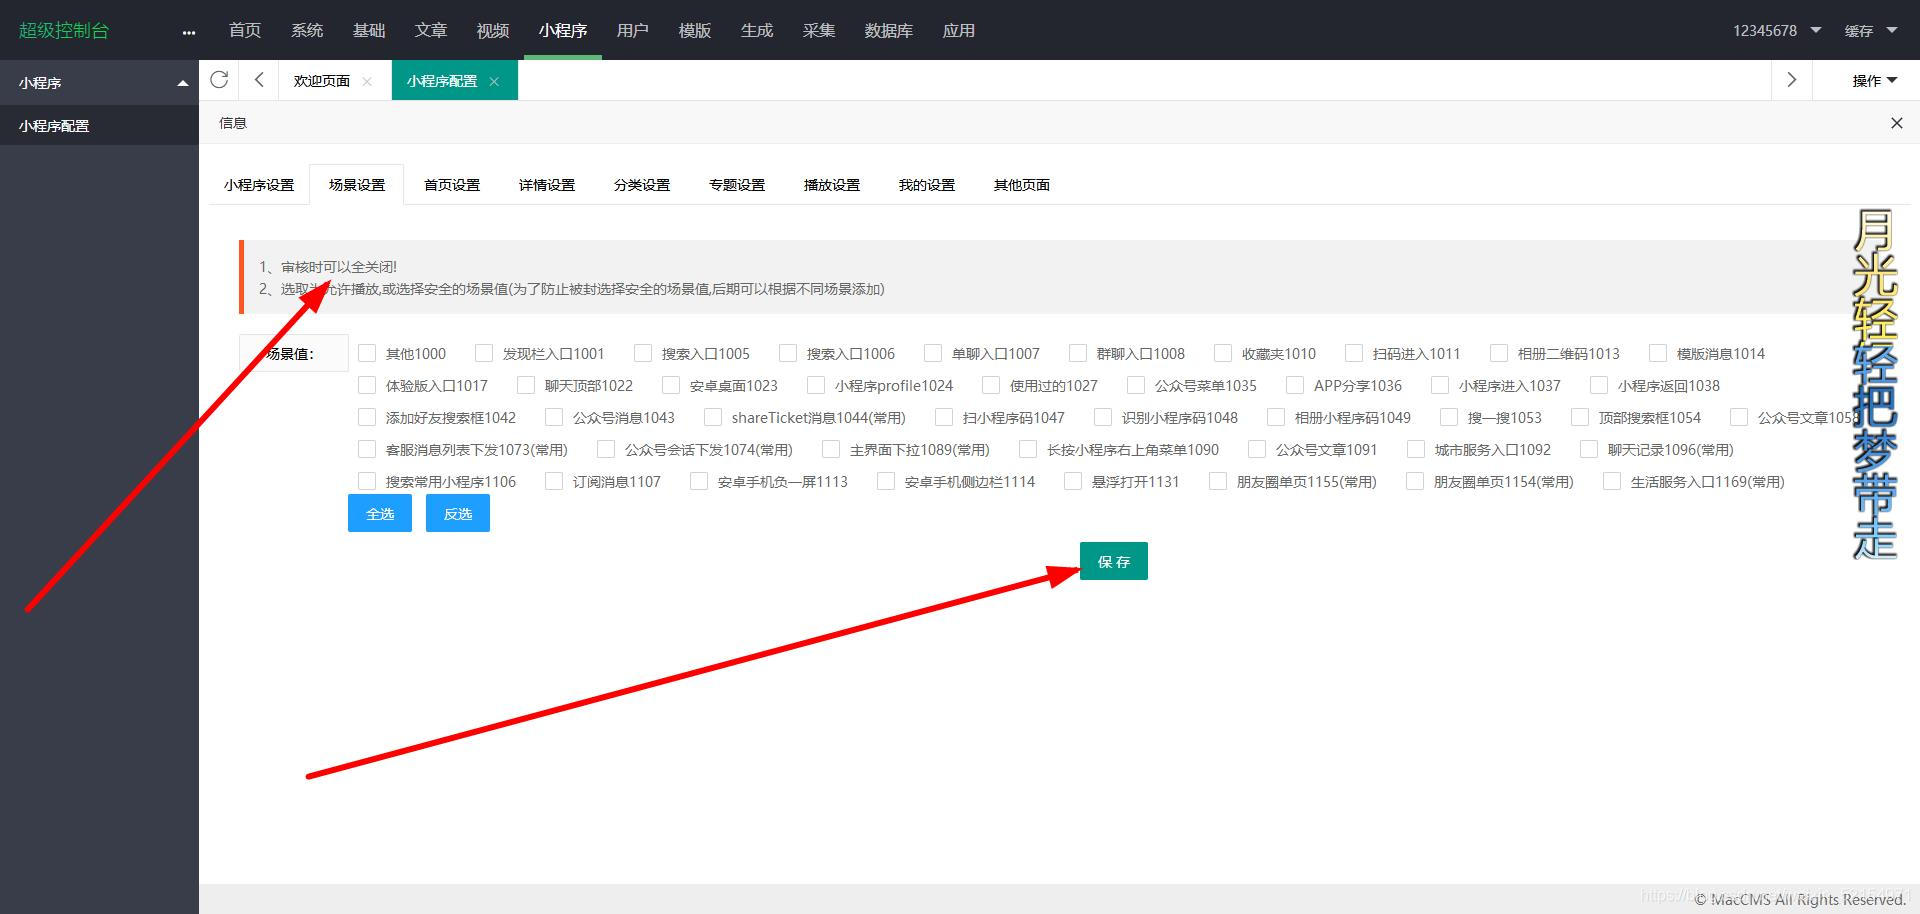 超级控制台 ... 首页 系统 基础 文章 视频 小程序 用户 模版 生成 采集 数据库 应用 12345678 缓存
小程序 欢迎页面 小程序配置 操作
小程序配置 信息
小程序设置 场景设置 首页设置 详情设置 分类设置 专题设置 播放设置 我的设置 其他页面
1、审核时可以全关闭!
2、选取为允许播放,或选择安全的场景值(为了防止被封选择安全的场景值,后期可以根据不同场景添加)
场景值: 其他1000 发现栏入口1001 搜索入口1005 搜索入口1006 单聊入口1007 群聊入口1008 收藏夹1010 扫码进入1011 相册二维码1013 模版消息1014
体验版入口1017 聊天顶部1022 安卓桌面1023 小程序profile1024 使用过的1027 公众号菜单1035 APP分享1036 小程序进入1037 小程序返回1038
添加好友搜索框1042 公众号消息1043 shareTicket消息1044(常用) 扫小程序码1047 识别小程序码1048 相册小程序码1049 搜一搜1053 顶部搜索框1054 公众号文章1058
客服消息列表下发1073(常用) 公众号会话下发1074(常用) 主界面下拉1089(常用) 长按小程序右上角菜单1090 公众号文章1091 城市服务入口1092 聊天记录1096(常用)
搜索常用小程序1106 订阅消息1107 安卓手机负一屏1113 安卓手机侧边栏1114 悬浮打开1131 朋友圈单页1155(常用) 朋友圈单页1154(常用) 生活服务入口1169(常用)
全选 反选
保 存
月光轻轻把梦带走
© MacCMS All Rights Reserved.